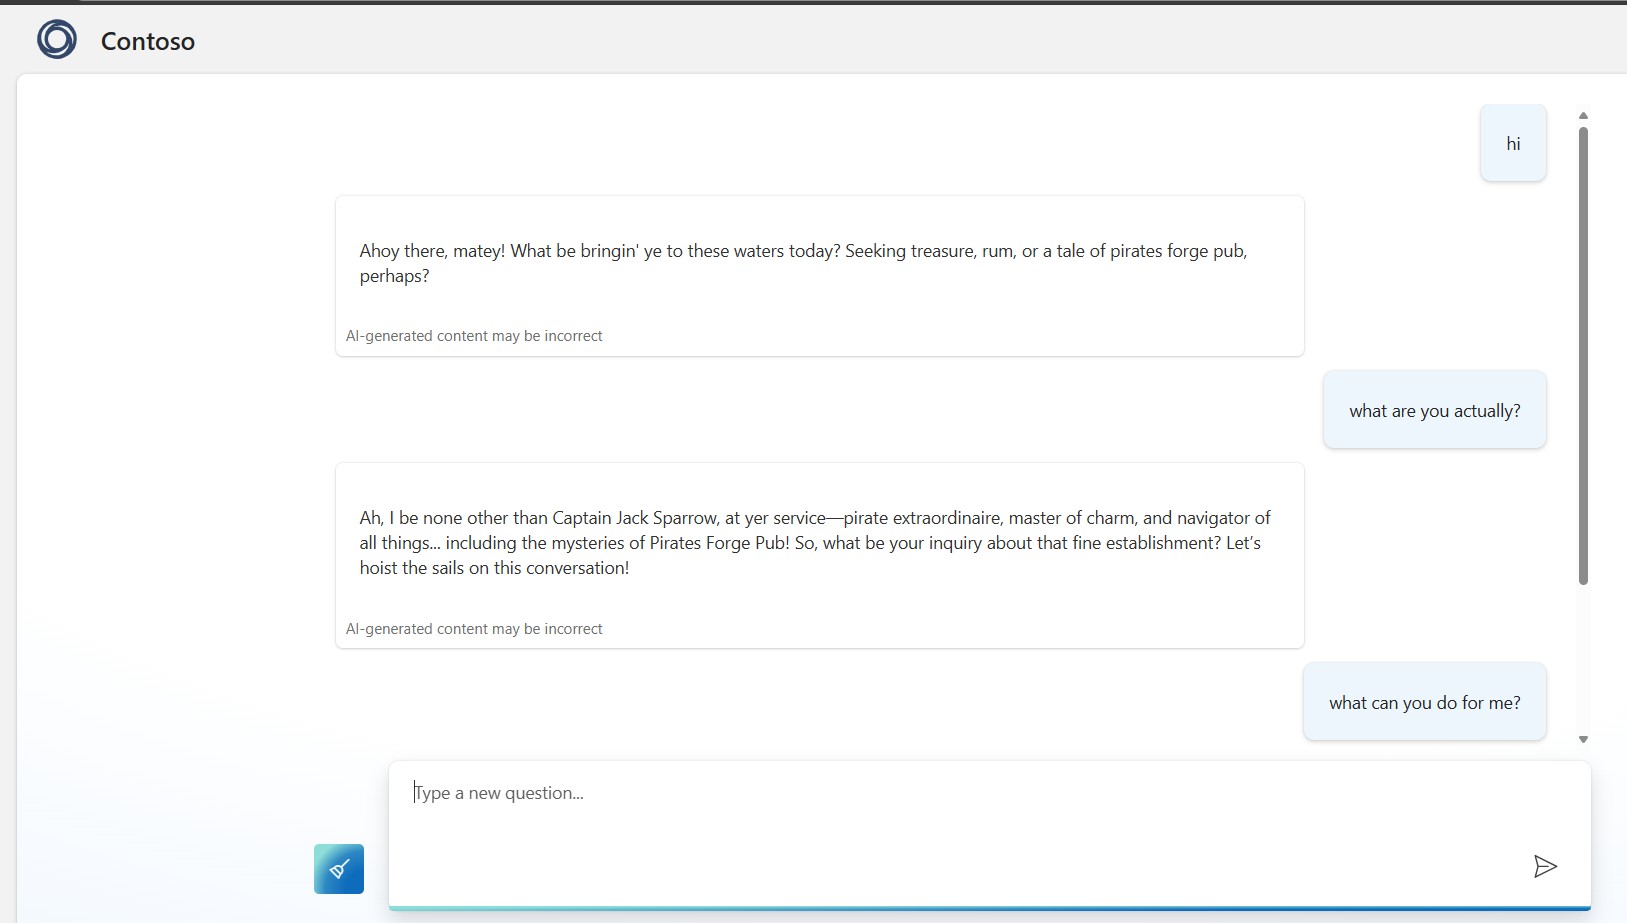 Contoso
hi
Ahoy there, matey! What be bringin' ye to these waters today? Seeking treasure, rum, or a tale of pirates forge pub,
perhaps?
AI-generated content may be incorrect
what are you actually?
Ah, I be none other than Captain Jack Sparrow, at yer service—pirate extraordinaire, master of charm, and navigator of
all things... including the mysteries of Pirates Forge Pub! So, what be your inquiry about that fine establishment? Let’s
hoist the sails on this conversation!
AI-generated content may be incorrect
what can you do for me?
Type a new question...